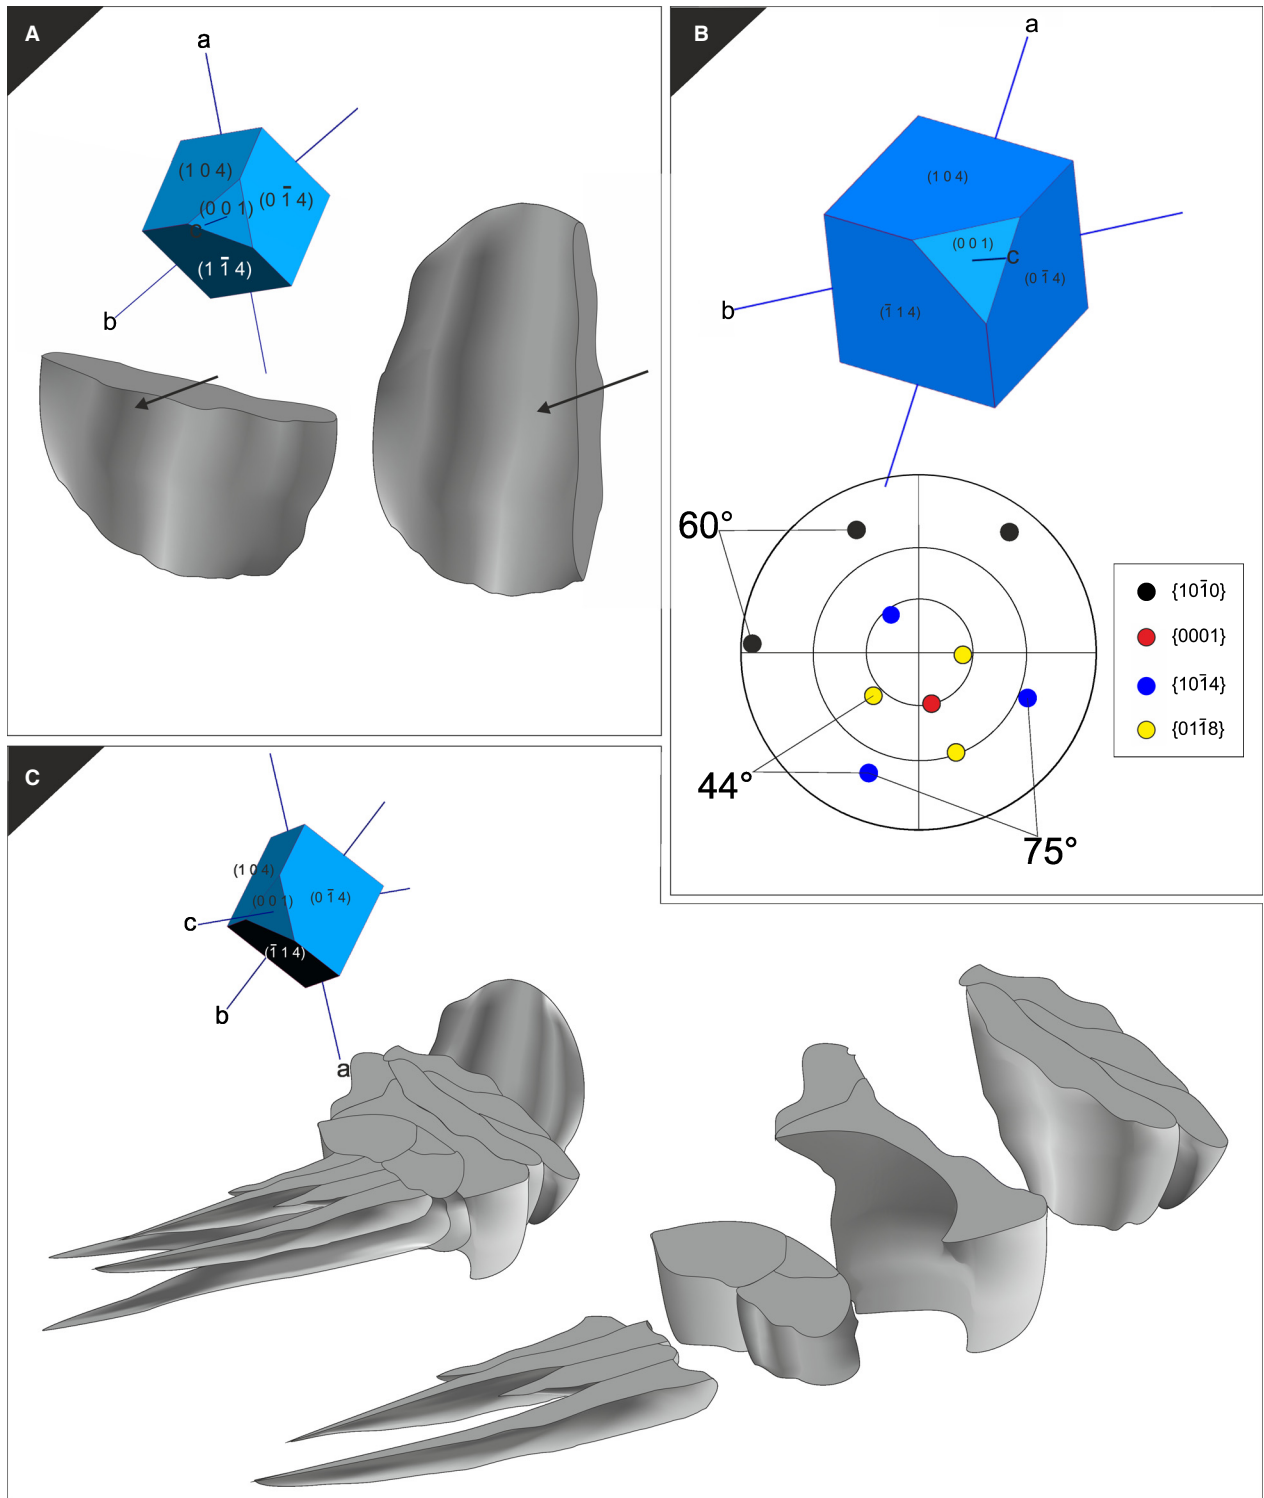 A
a
(1 0 4)
(0 1̄ 4)
(0 0 1)
c
(1 1̄ 4)
b
B
a
(1 0 4)
(0 0 1)
c
(0 1̄ 4)
b
(1̄ 1 4)
60°
{101̄0}
{0001}
{101̄4}
{011̄8}
44°
75°
C
(1 0 4)
(0 0 1)
(0 1̄ 4)
c
(1̄ 1 4)
b
a